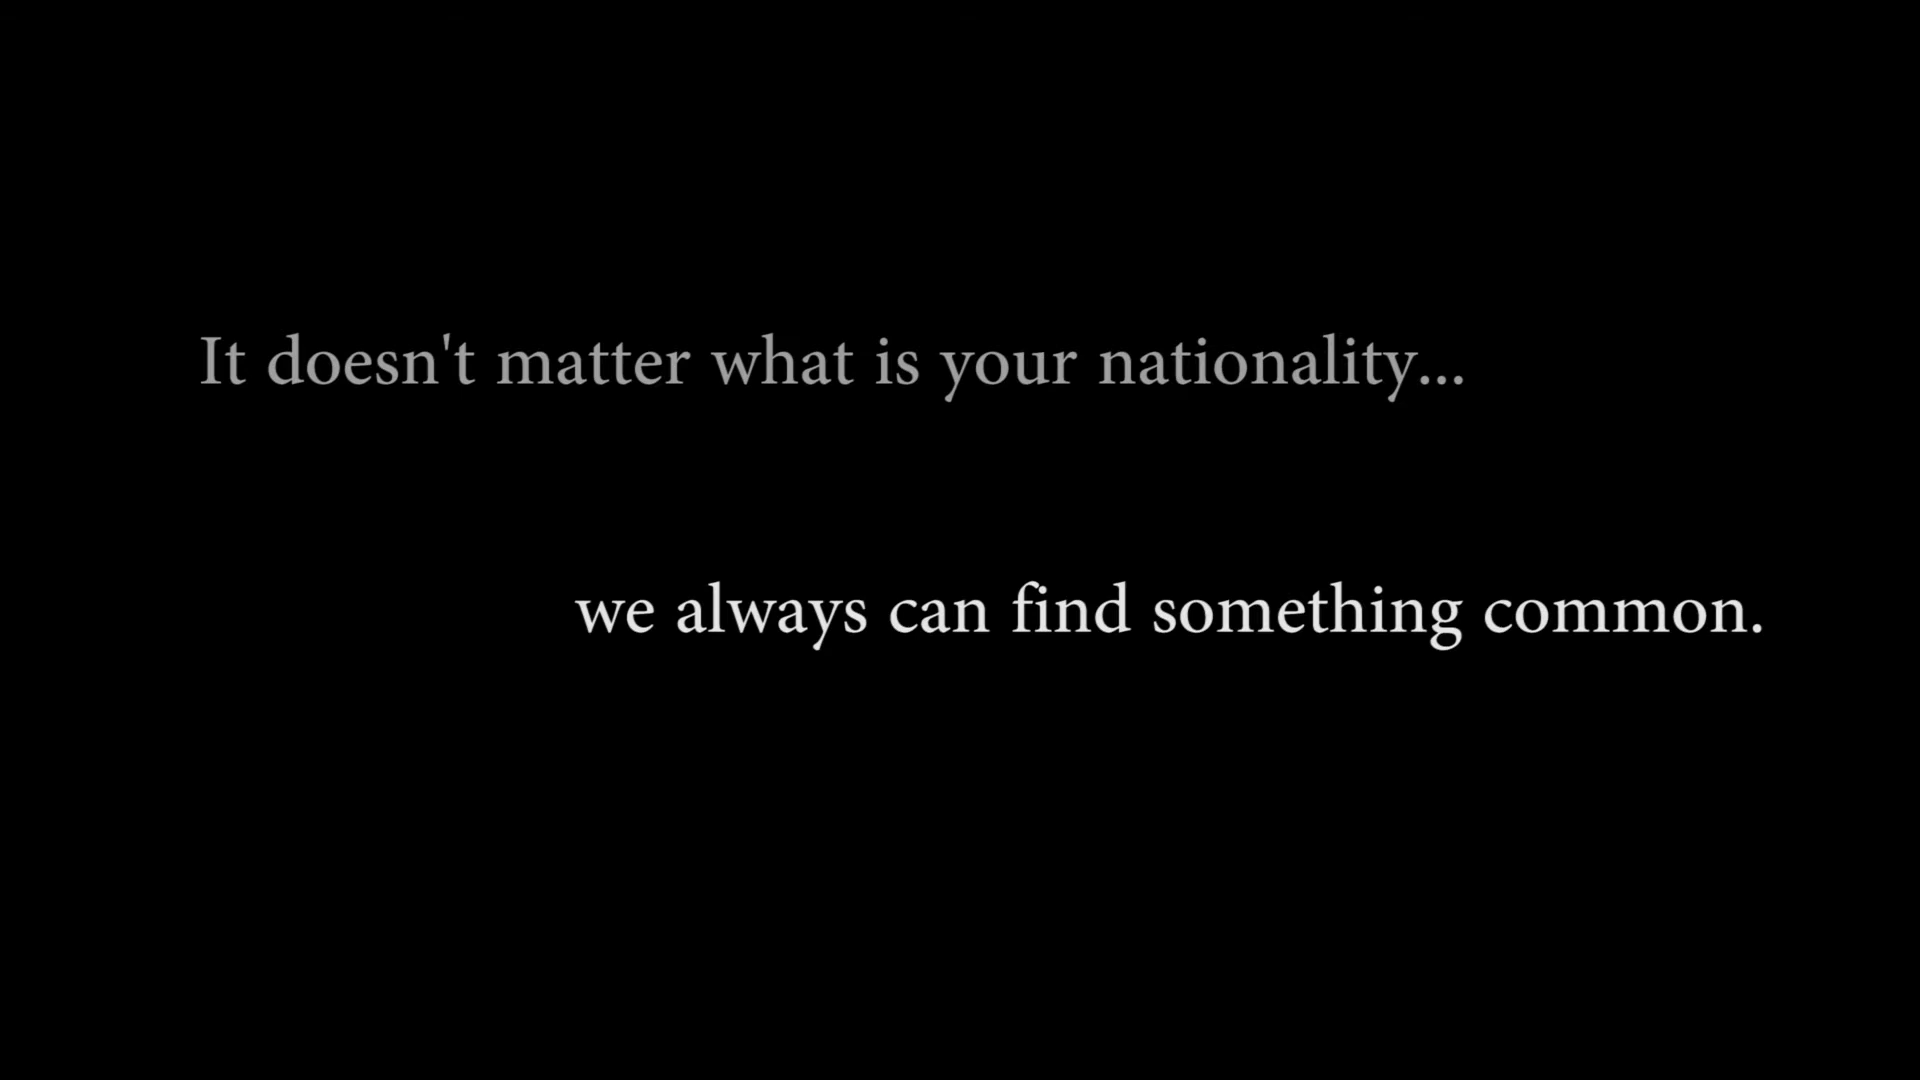 It doesn't matter what is your nationality...
we always can find something common.